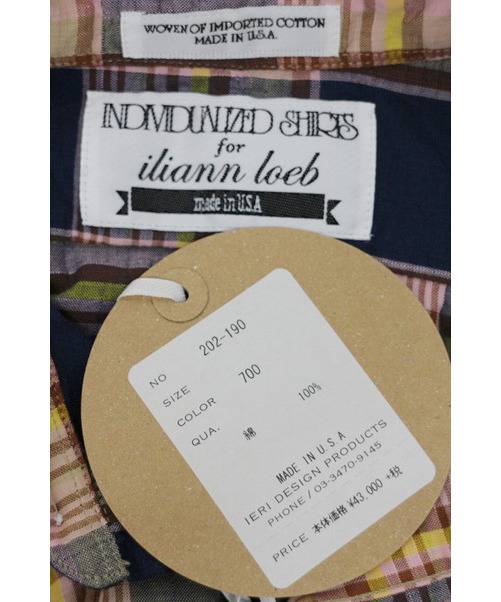 WOVEN OF IMPORTED COTTON
MADE IN U.S.A.
INDIVIDUALIZED SHIRTS
for
iliann loeb
made in U.S.A
NO 202-190
SIZE
COLOR 700
QUA. 綿 100%
MADE IN U.S.A
IERI DESIGN PRODUCTS
PHONE / 03-3470-9145
PRICE 本体価格 ¥43,000 +税